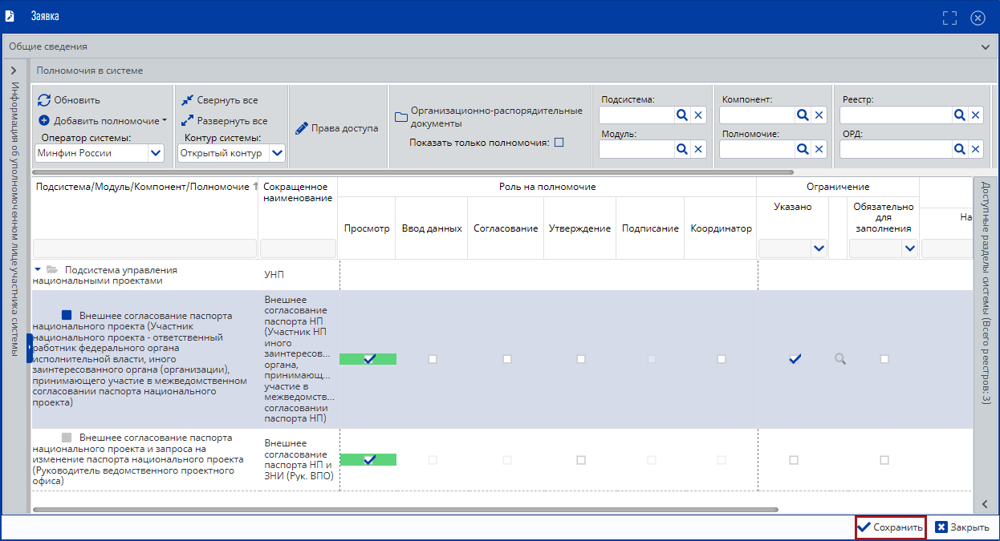 Заявка
Общие сведения
Информация об уполномоченном лице участника системы
Полномочия в системе
Обновить
Добавить полномочие
Оператор системы:
Минфин России
Свернуть все
Развернуть все
Контур системы:
Открытый контур
Права доступа
Организационно-распорядительные
документы
Показать только полномочия:
Подсистема:
Модуль:
Компонент:
Полномочие:
Реестр:
ОРД:
Подсистема/Модуль/Компонент/Полномочие
Сокращенное
наименование
Роль на полномочие
Ограничение
Просмотр
Ввод данных
Согласование
Утверждение
Подписание
Координатор
Указано
Обязательно
для
заполнения
На
Подсистема управления
национальными проектами
УНП
Внешнее согласование паспорта
национального проекта (Участник
национального проекта - ответственный
работник федерального органа
исполнительной власти, иного
заинтересованного органа (организации),
принимающего участие в межведомственном
согласовании паспорта национального
проекта)
Внешнее
согласование
паспорта НП
(Участник НП
иного
заинтересов...
органа,
принимающ...
участие в
межведомств...
согласовании
паспорта НП)
Внешнее согласование паспорта
национального проекта и запроса на
изменение паспорта национального проекта
(Руководитель ведомственного проектного
офиса)
Внешнее
согласование
паспорта НП и
ЗНИ (Рук. ВПО)
Доступные разделы системы (Всего реестров: 3)
Сохранить
Закрыть